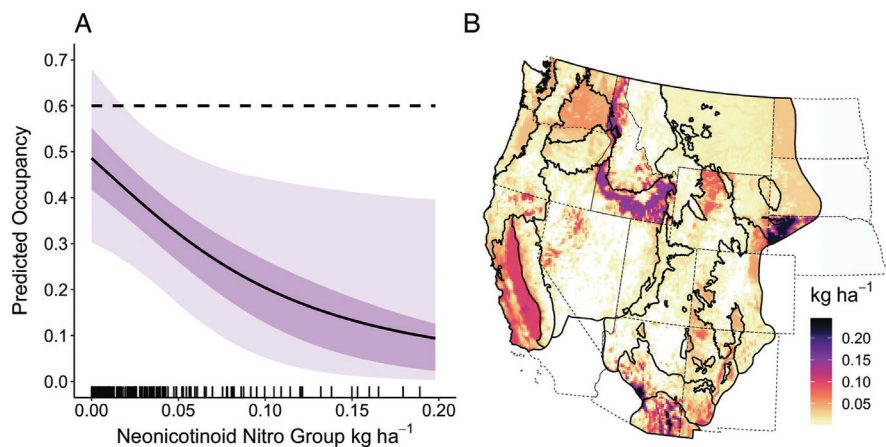 A
Predicted Occupancy
0.7
0.6
0.5
0.4
0.3
0.2
0.1
0.0
0.00 0.05 0.10 0.15 0.20
Neonicotinoid Nitro Group kg ha⁻¹
B
kg ha⁻¹
0.20
0.15
0.10
0.05